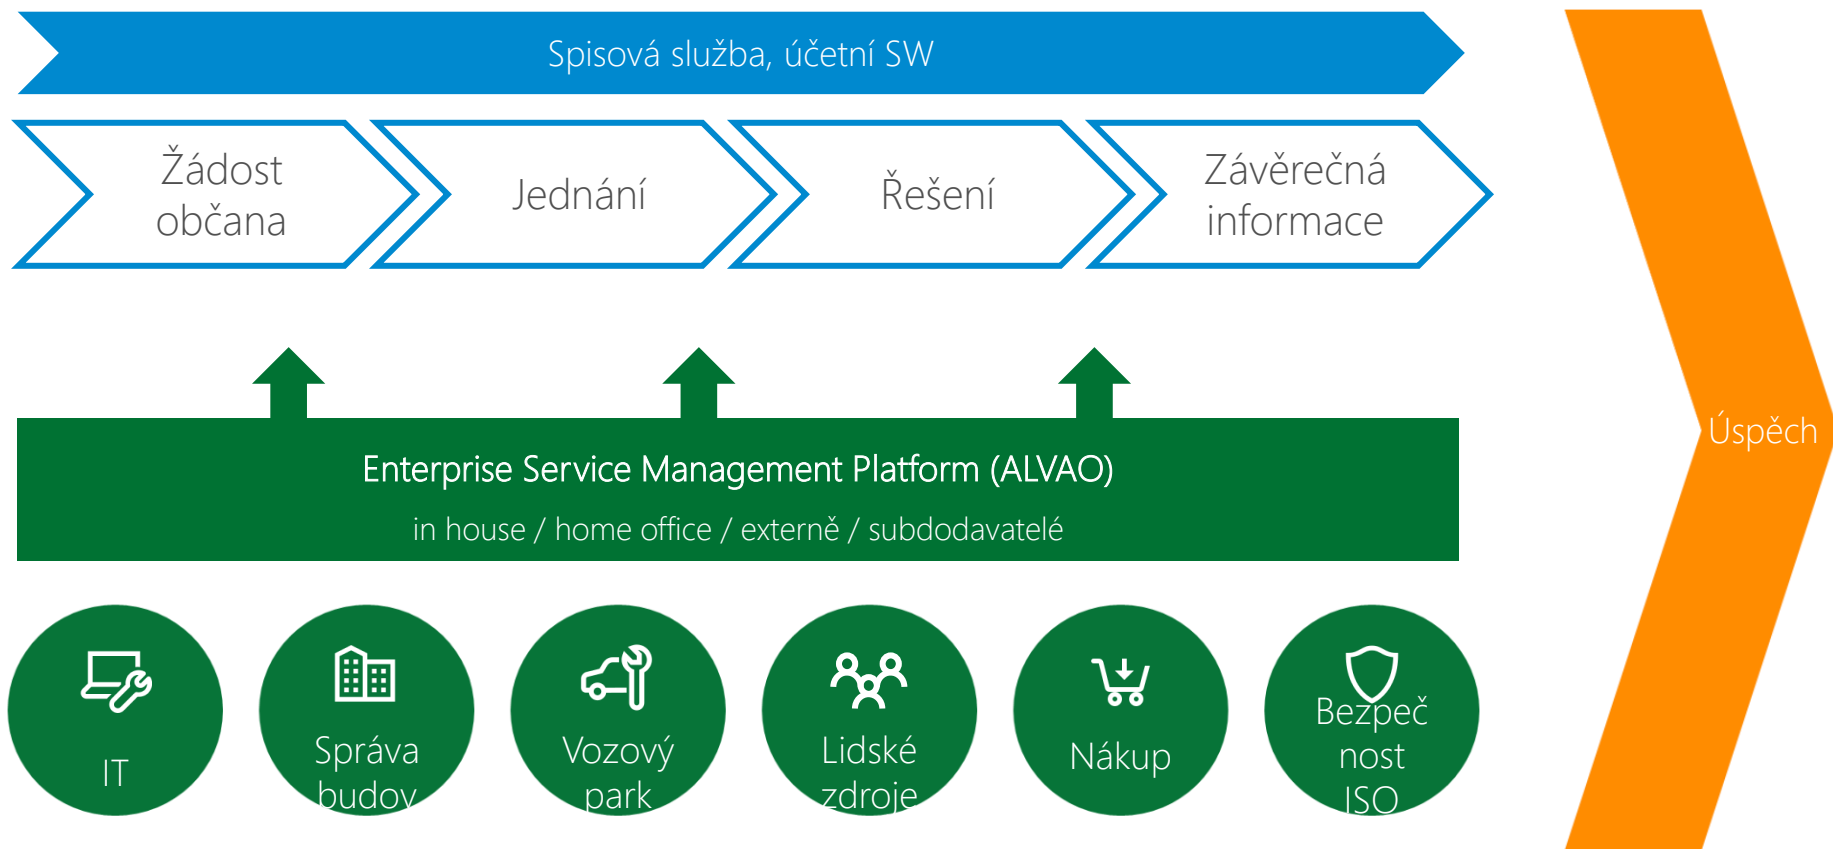 Spisová služba, účetní SW
Žádost
občana
Jednání
Řešení
Závěrečná
informace
Úspěch
Enterprise Service Management Platform (ALVAO)
in house / home office / externě / subdodavatelé
IT
Správa
budov
Vozový
park
Lidské
zdroje
Nákup
Bezpeč
nost
ISO